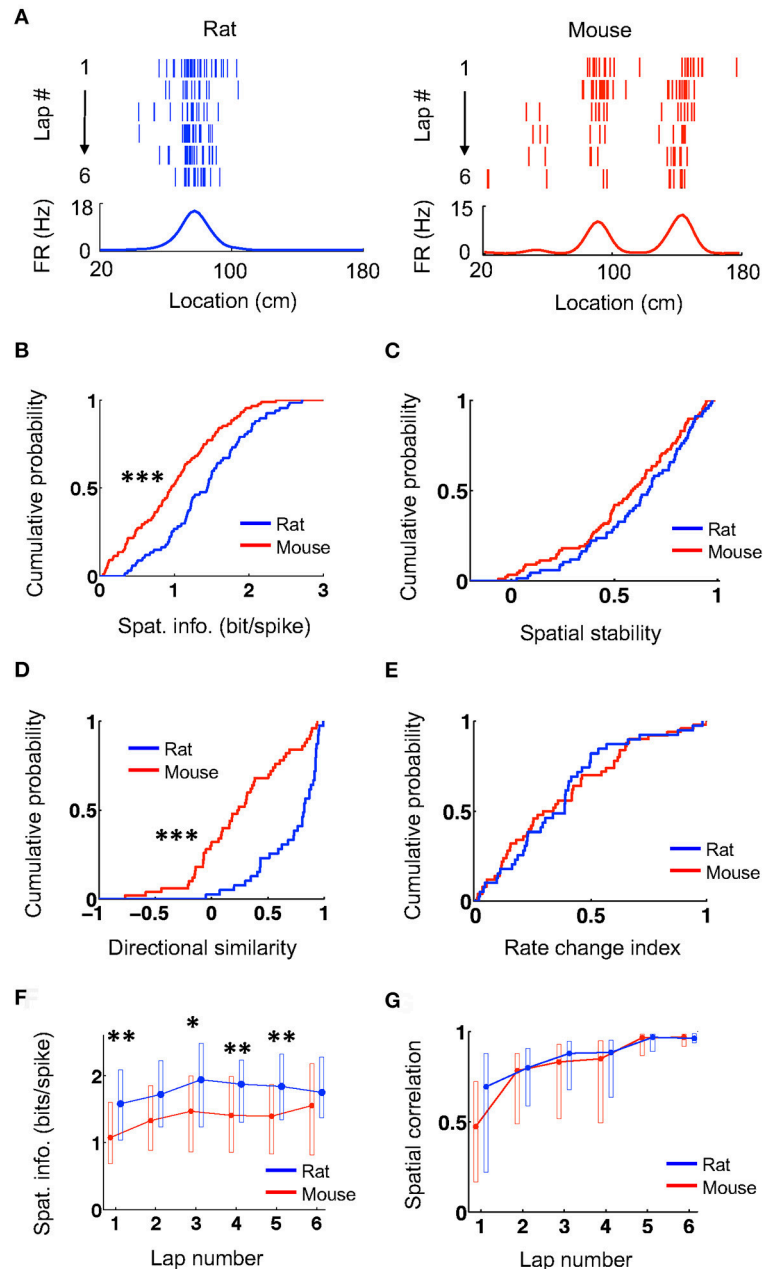 A
Rat
Mouse
Lap #
1
6
Lap #
1
6
FR (Hz)
18
0
20
100
180
Location (cm)
FR (Hz)
15
0
20
100
180
Location (cm)
B
Cumulative probability
1
0.5
0
***
Rat
Mouse
0
1
2
3
Spat. info. (bit/spike)
C
Cumulative probability
1
0.5
0
Rat
Mouse
0
0.5
1
Spatial stability
D
Cumulative probability
1
0.5
0
Rat
Mouse
***
−1
−0.5
0
0.5
1
Directional similarity
E
Cumulative probability
1
0.5
0
Rat
Mouse
0
0.5
1
Rate change index
F
Spat. info. (bits/spike)
2
1
0
**
*
**
**
Rat
Mouse
1
2
3
4
5
6
Lap number
G
Spatial correlation
1
0.5
0
Rat
Mouse
1
2
3
4
5
6
Lap number